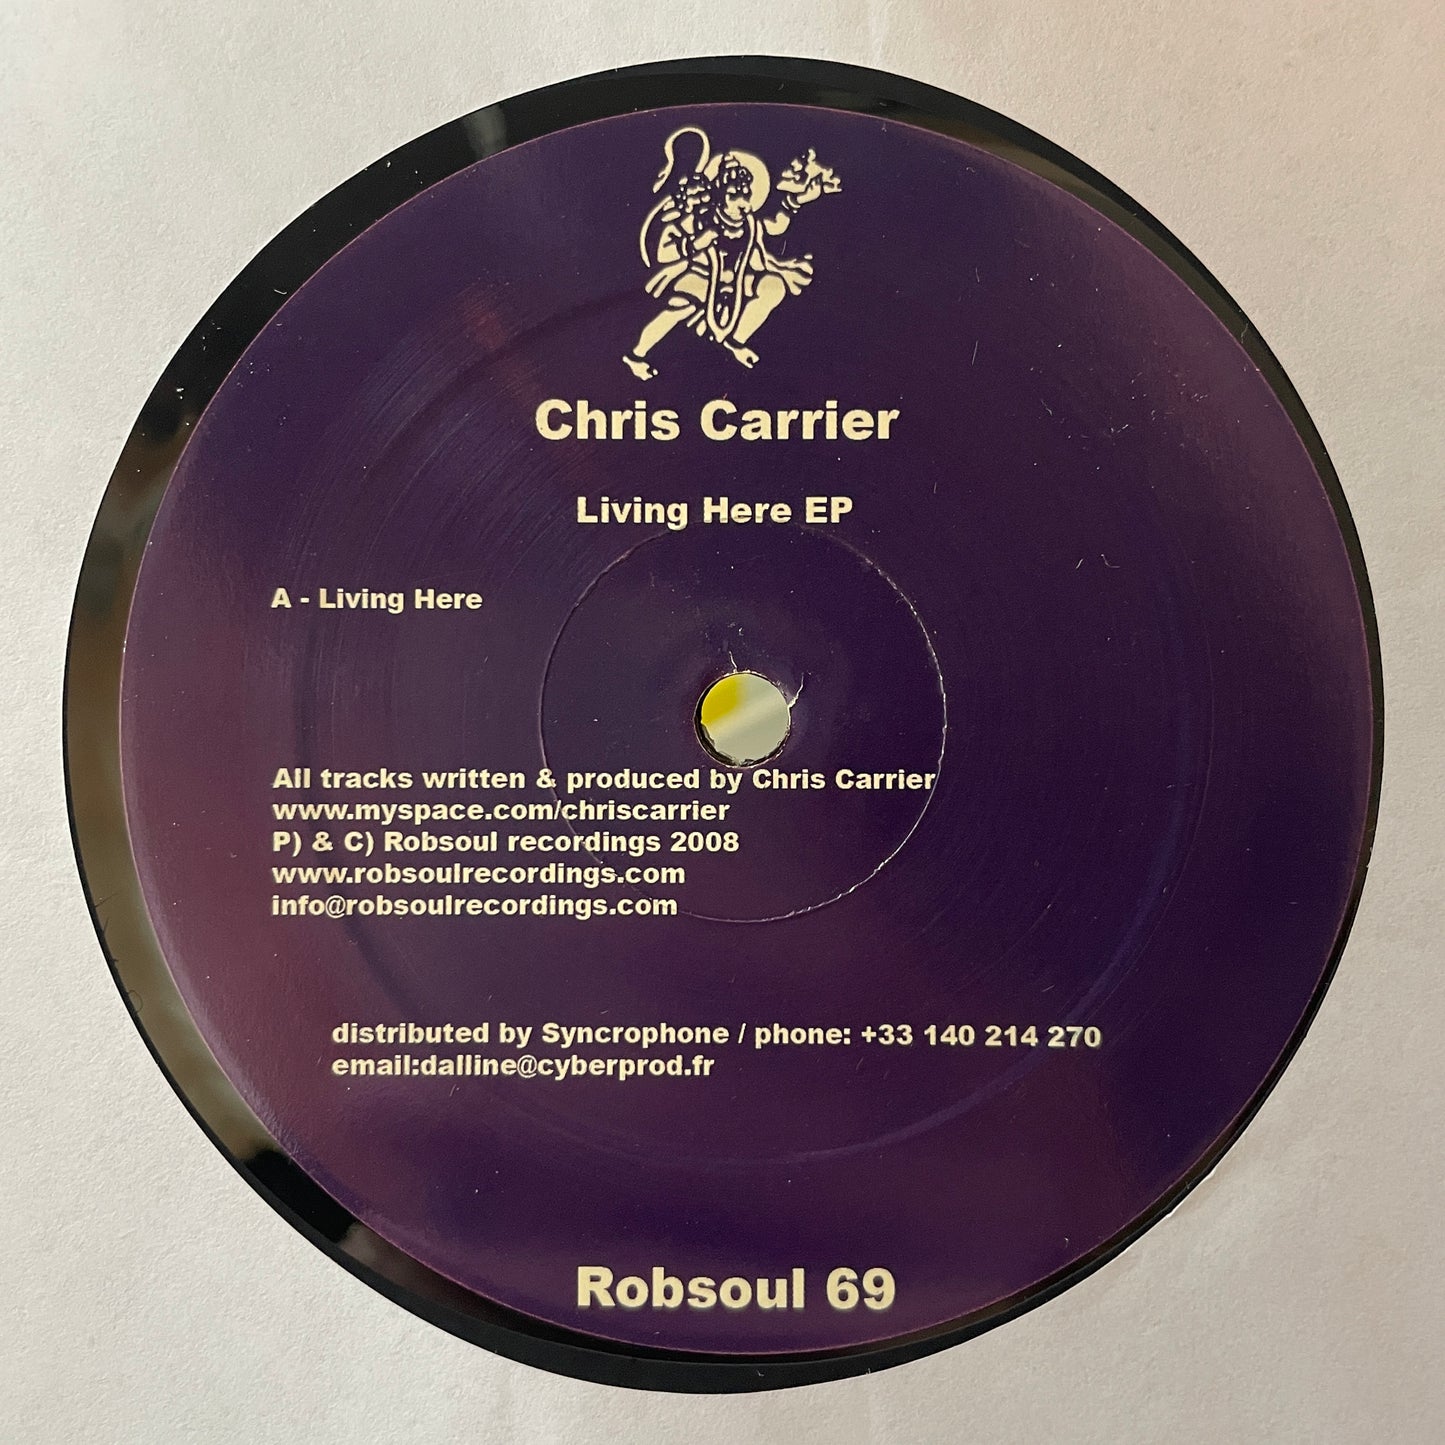 Chris Carrier
Living Here EP
A - Living Here
All tracks written & produced by Chris Carrier
www.myspace.com/chriscarrier
P) & C) Robsoul recordings 2008
www.robsoulrecordings.com
info@robsoulrecordings.com
distributed by Syncrophone / phone: +33 140 214 270
email:dalline@cyberprod.fr
Robsoul 69